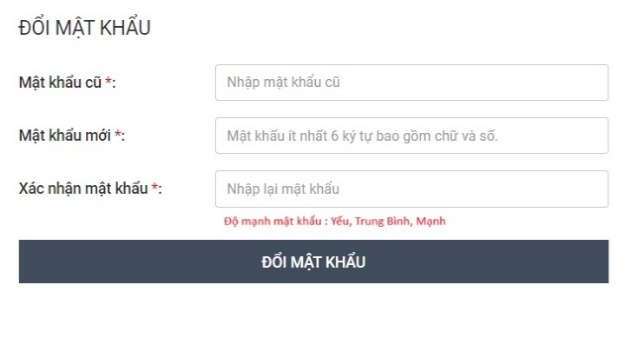 ĐỔI MẬT KHẨU
Mật khẩu cũ *:
Nhập mật khẩu cũ
Mật khẩu mới *:
Mật khẩu ít nhất 6 ký tự bao gồm chữ và số.
Xác nhận mật khẩu *:
Nhập lại mật khẩu
Độ mạnh mật khẩu : Yếu, Trung Bình, Mạnh
ĐỔI MẬT KHẨU